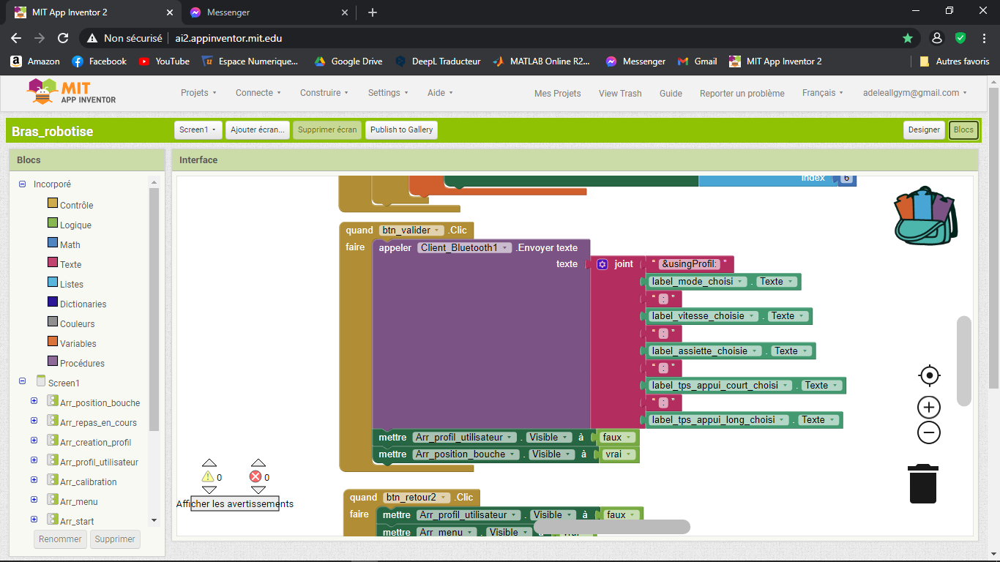 MIT App Inventor 2
Messenger
Non sécurisé | ai2.appinventor.mit.edu
Amazon Facebook YouTube Espace Numerique... Google Drive DeepL Traducteur MATLAB Online R2... Messenger Gmail MIT App Inventor 2 Autres favoris
MIT APP INVENTOR
Projets Connecte Construire Settings Aide Mes Projets View Trash Guide Reporter un problème Français adeleallgym@gmail.com
Bras_robotise Screen1 Ajouter écran... Supprimer écran Publish to Gallery Designer Blocs
Blocs
Interface
Incorporé
Contrôle
Logique
Math
Texte
Listes
Dictionaries
Couleurs
Variables
Procédures
Screen1
Arr_position_bouche
Arr_repas_en_cours
Arr_creation_profil
Arr_profil_utilisateur
Arr_calibration
Arr_menu
Arr_start
Renommer Supprimer
index 6
quand btn_valider .Clic
faire appeler Client_Bluetooth1 .Envoyer texte
texte joint " &usingProfil: "
label_mode_choisi . Texte
" : "
label_vitesse_choisie . Texte
" : "
label_assiette_choisie . Texte
" : "
label_tps_appui_court_choisi . Texte
" : "
label_tps_appui_long_choisi . Texte
mettre Arr_profil_utilisateur . Visible à faux
mettre Arr_position_bouche . Visible à vrai
0 0
Afficher les avertissements
quand btn_retour2 .Clic
faire mettre Arr_profil_utilisateur . Visible à faux
mettre Arr_menu . Visible à vrai